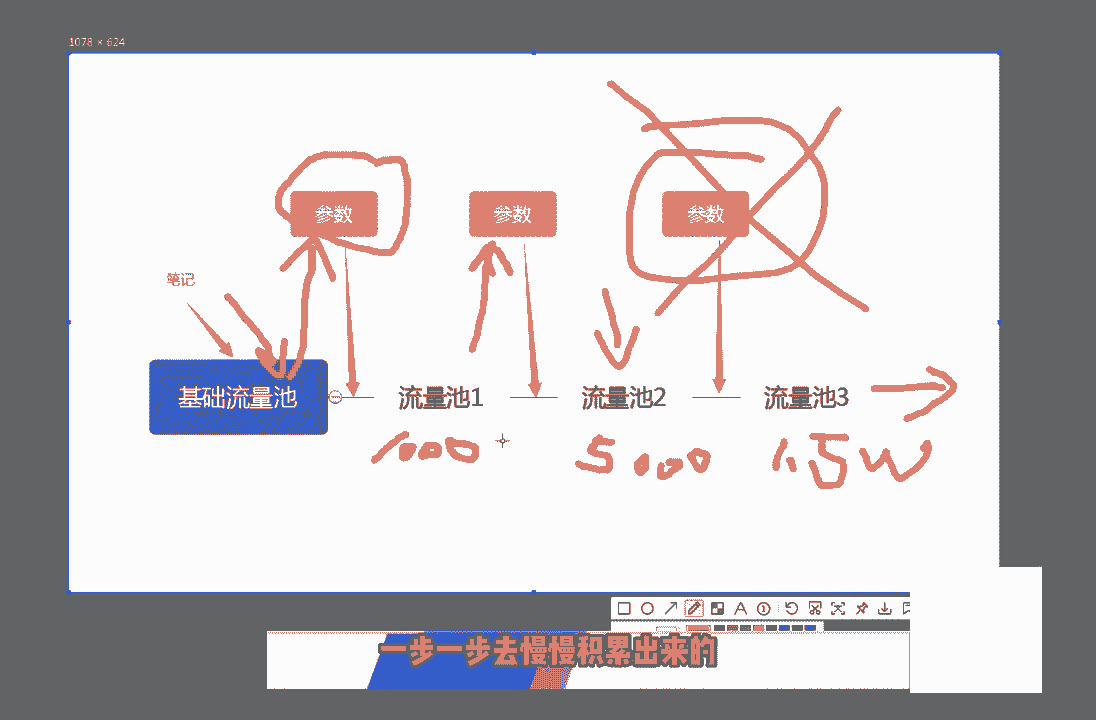 1078 × 624
参数 参数 参数
笔记
基础流量池 流量池1 流量池2 流量池3
1000 5000 1.5W
一步一步去慢慢积累出来的